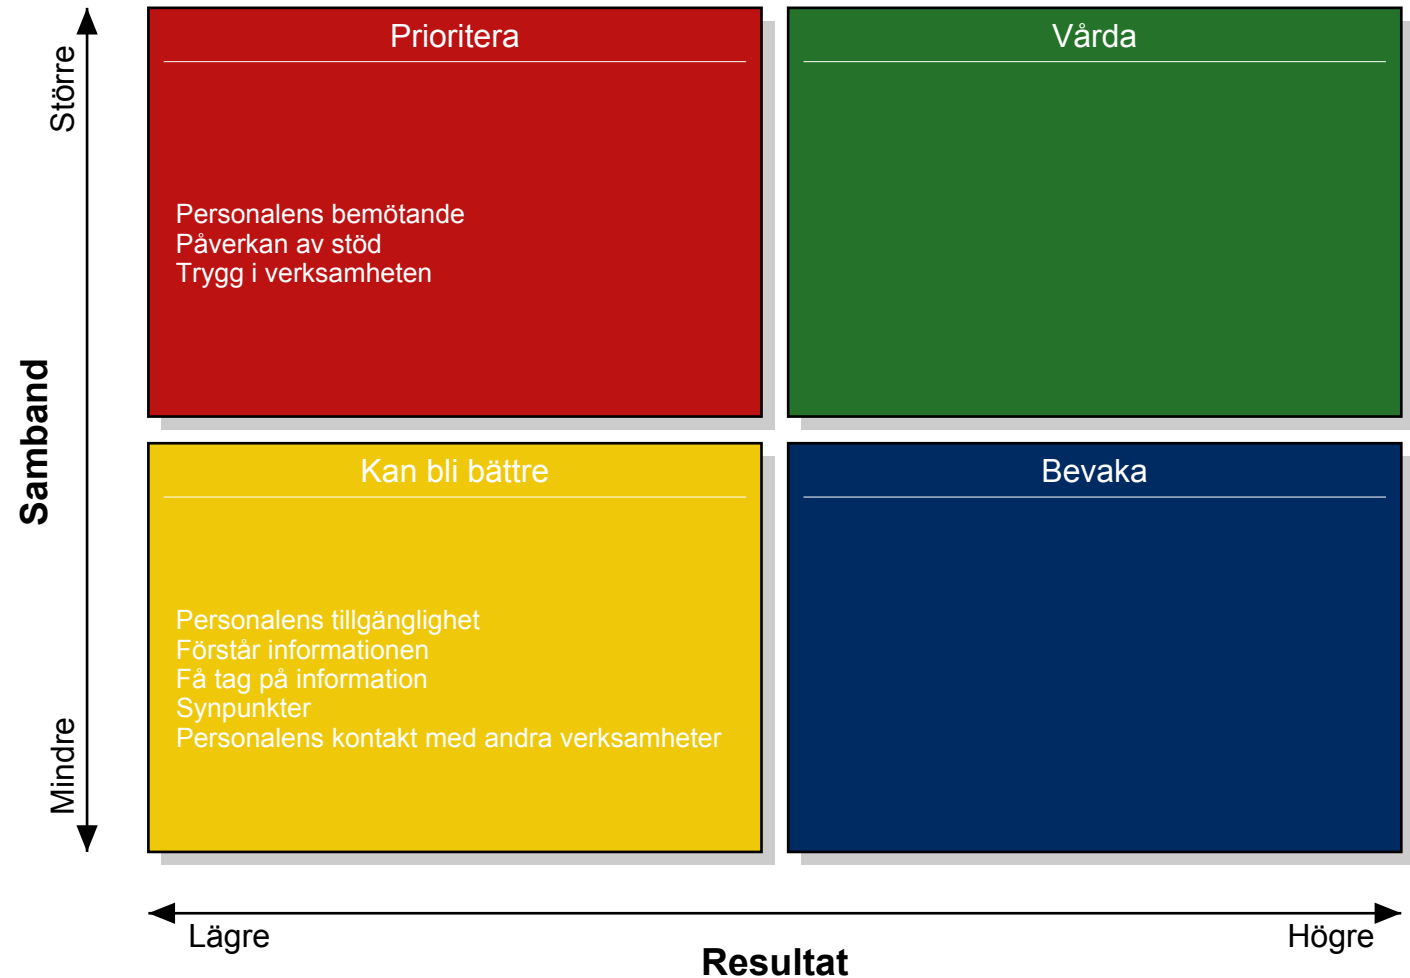 Större
Samband
Mindre
Prioritera
Personalens bemötande
Påverkan av stöd
Trygg i verksamheten
Vårda
Kan bli bättre
Personalens tillgänglighet
Förstår informationen
Få tag på information
Synpunkter
Personalens kontakt med andra verksamheter
Bevaka
Lägre
Resultat
Högre